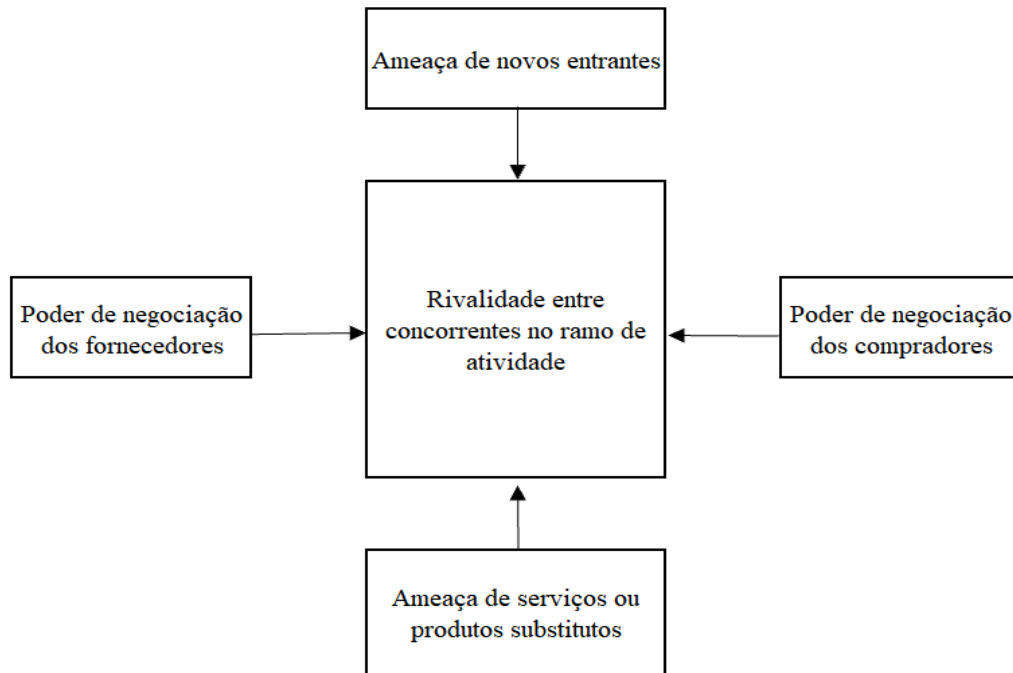 Ameaça de novos entrantes
Poder de negociação
dos fornecedores
Rivalidade entre
concorrentes no ramo de
atividade
Poder de negociação
dos compradores
Ameaça de serviços ou
produtos substitutos